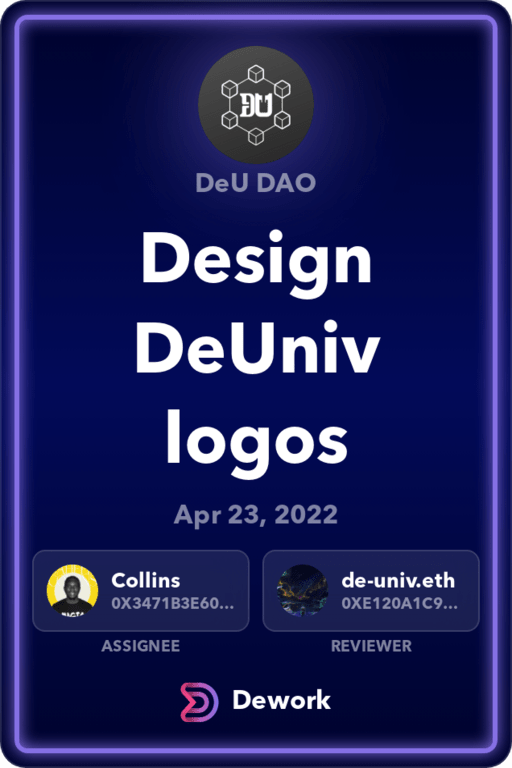 DU
DeU DAO
Design
DeUniv
logos
Apr 23, 2022
Collins
0X3471B3E60...
de-univ.eth
0XE120A1C9...
ASSIGNEE
REVIEWER
Dework